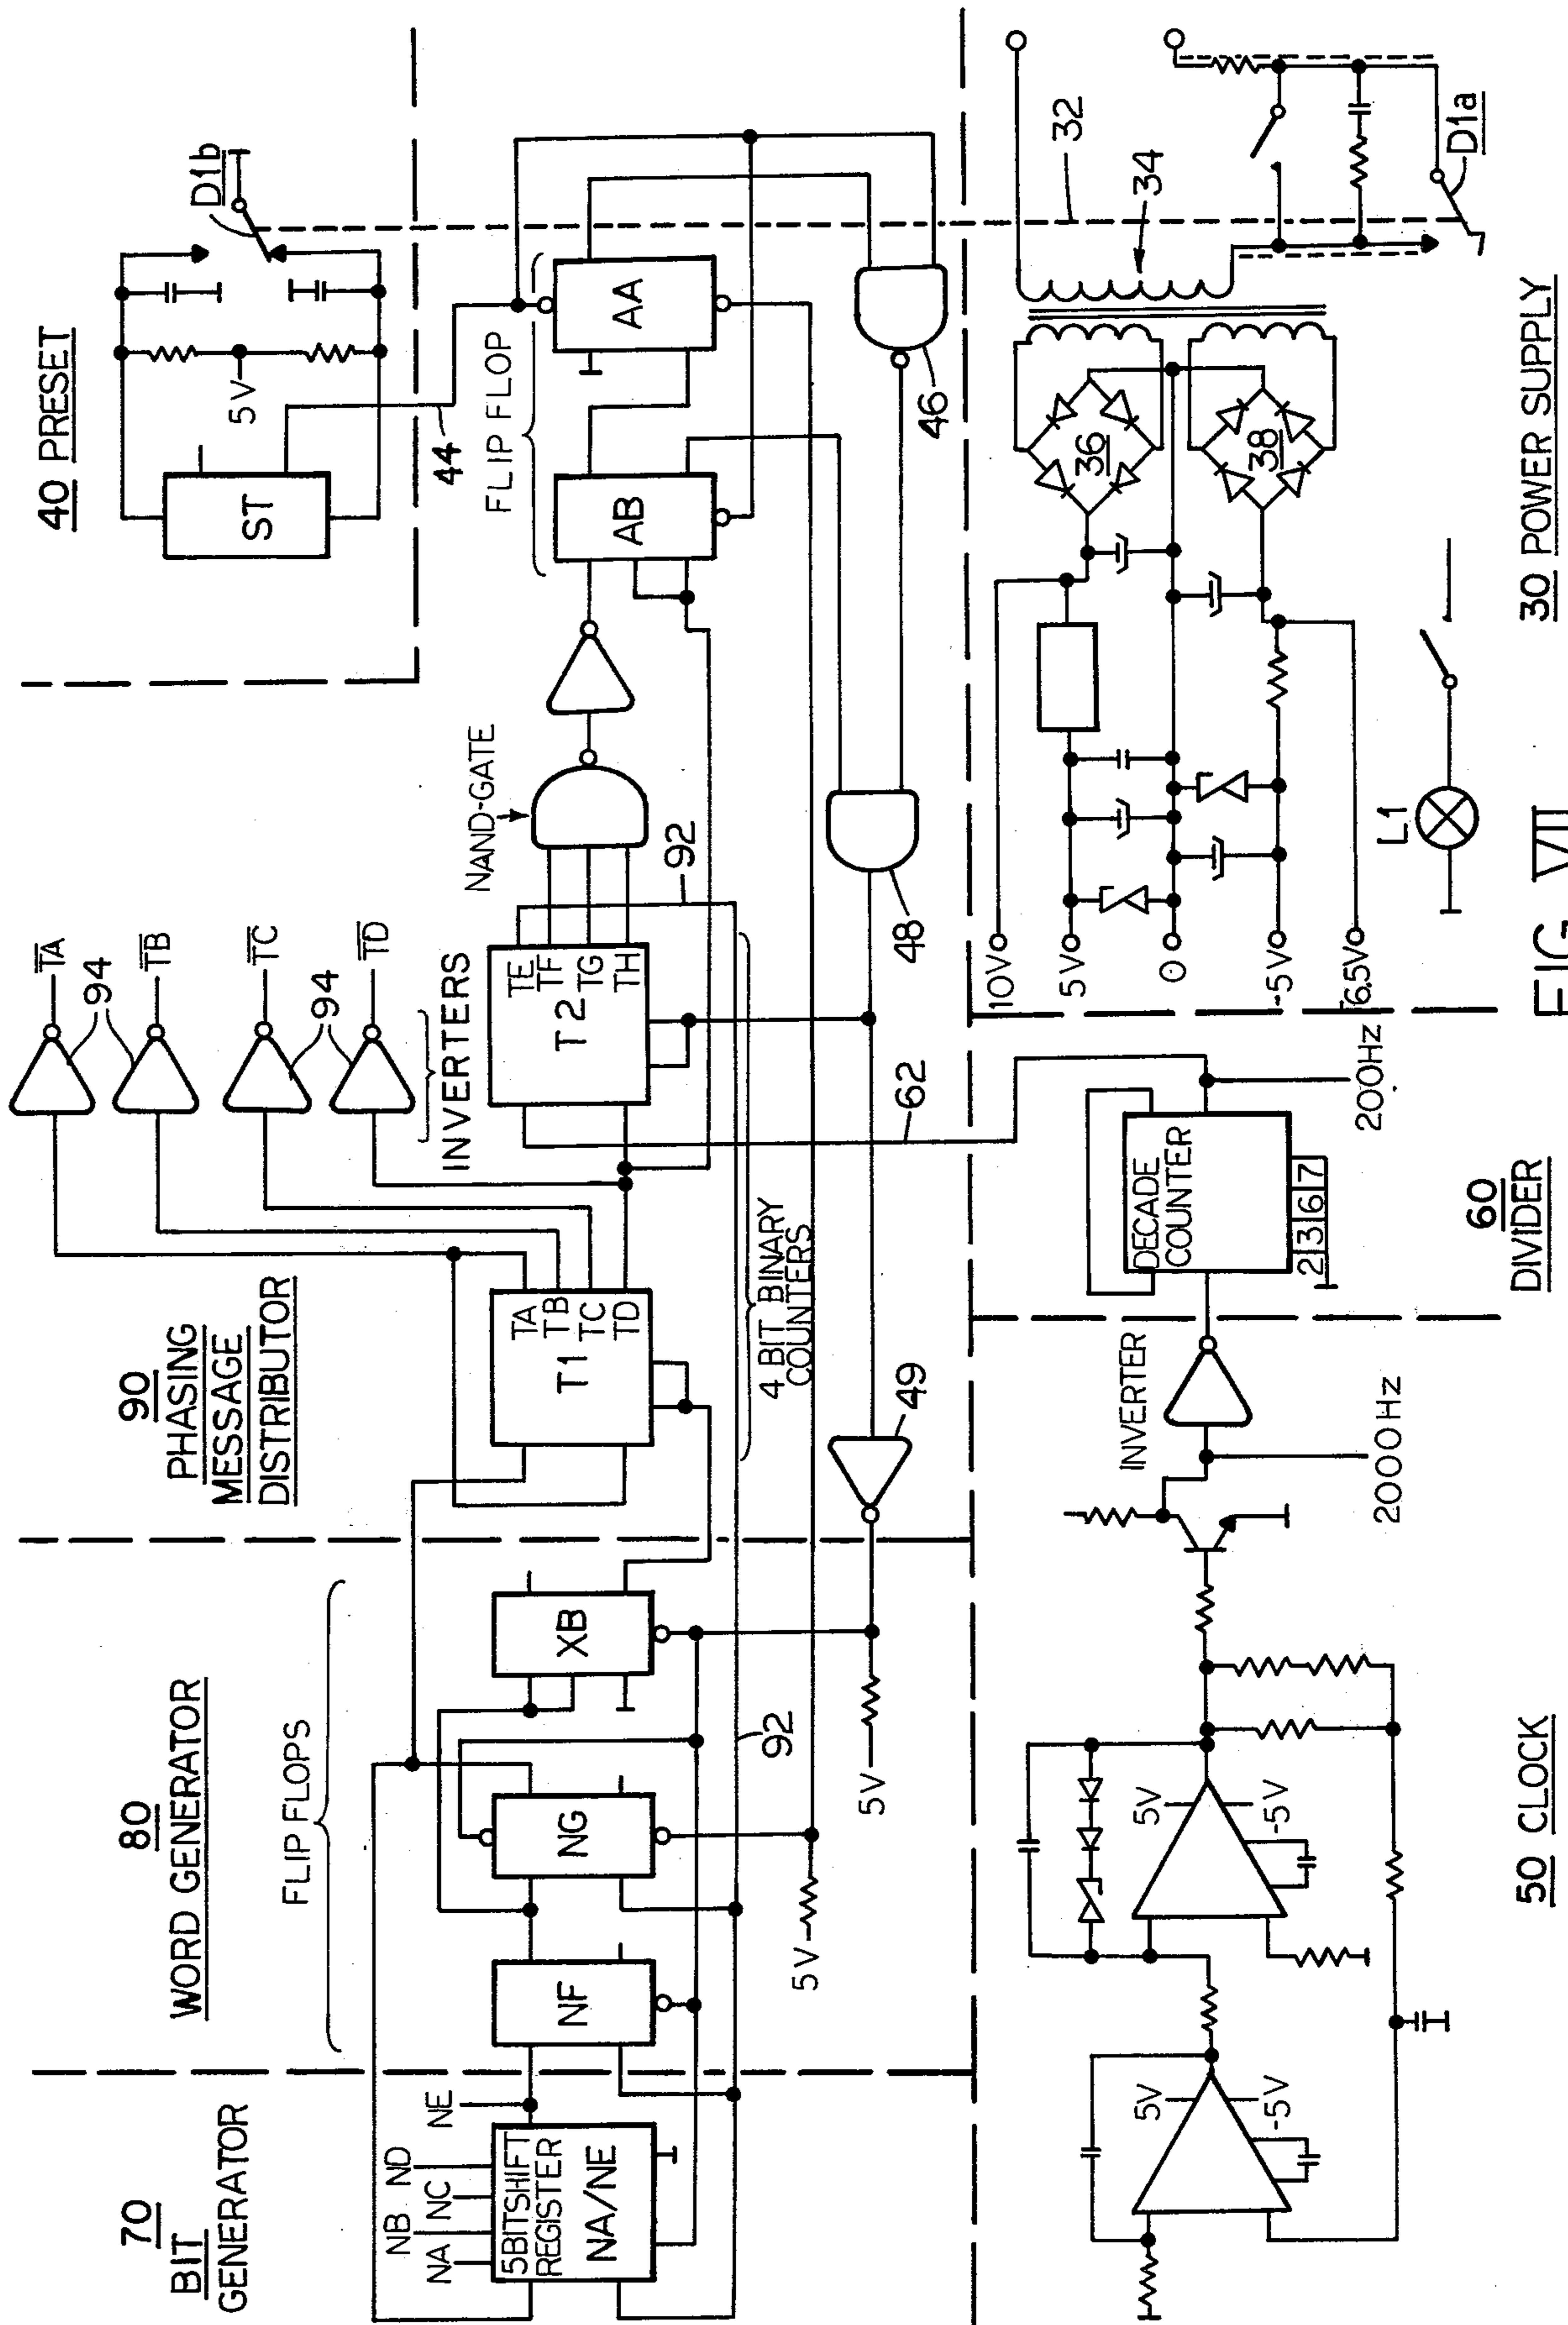 70
BIT
GENERATOR
NA
NB
NC
ND
NE
5BITSHIFT
REGISTER
NA/NE
80
WORD GENERATOR
FLIP FLOPS
NF
NG
XB
92
5V
5V
90
PHASING
MESSAGE
DISTRIBUTOR
T1
TA
TB
TC
TD
4 BIT BINARY
COUNTERS
49
T̅A̅
T̅B̅
T̅C̅
T̅D̅
94
94
INVERTERS
T2
TE
TF
TG
TH
62
92
48
NAND-GATE
40 PRESET
ST
5V
D1b
44
FLIP FLOP
AB
AA
46
50 CLOCK
5V
-5V
5V
-5V
2000Hz
INVERTER
60
DIVIDER
DECADE
COUNTER
2 3 6 7
200Hz
30 POWER SUPPLY
10V
5V
0
-5V
-6.5V
36
38
34
32
D1a
L1
FIG VII